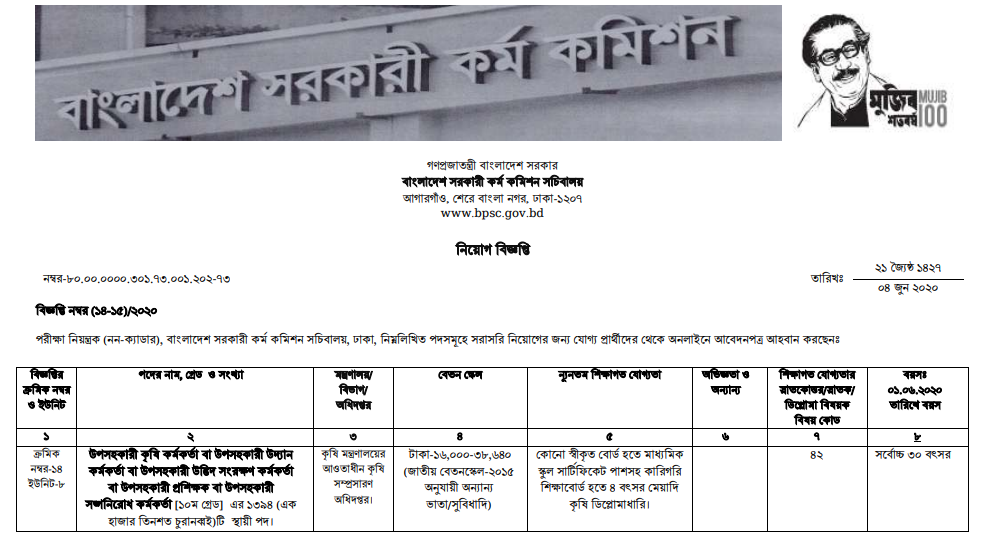 বাংলাদেশ সরকারী কর্ম কমিশন
মুজিব MUJIB
শতবর্ষ 100
গণপ্রজাতন্ত্রী বাংলাদেশ সরকার
বাংলাদেশ সরকারী কর্ম কমিশন সচিবালয়
আগারগাঁও, শেরে বাংলা নগর, ঢাকা-১২০৭
www.bpsc.gov.bd
নিয়োগ বিজ্ঞপ্তি
নম্বর-৮০.০০.০০০০.৩০১.৭৩.০০১.২০২-৭৩
তারিখঃ ২১ জ্যৈষ্ঠ ১৪২৭
০৪ জুন ২০২০
বিজ্ঞপ্তি নম্বর (১৪-১৫)/২০২০
পরীক্ষা নিয়ন্ত্রক (নন-ক্যাডার), বাংলাদেশ সরকারী কর্ম কমিশন সচিবালয়, ঢাকা, নিম্নলিখিত পদসমূহে সরাসরি নিয়োগের জন্য যোগ্য প্রার্থীদের থেকে অনলাইনে আবেদনপত্র আহবান করছেনঃ
বিজ্ঞপ্তির
ক্রমিক নম্বর
ও ইউনিট
পদের নাম, গ্রেড ও সংখ্যা
মন্ত্রণালয়/
বিভাগ/
অধিদপ্তর
বেতন স্কেল
ন্যূনতম শিক্ষাগত যোগ্যতা
অভিজ্ঞতা ও
অন্যান্য
শিক্ষাগত যোগ্যতার
স্নাতকোত্তর/স্নাতক/
ডিপ্লোমা বিষয়ক
বিষয় কোড
বয়সঃ
০১.০৬.২০২০
তারিখে বয়স
১
২
৩
৪
৫
৬
৭
৮
ক্রমিক
নম্বর-১৪
ইউনিট-৮
উপসহকারী কৃষি কর্মকর্তা বা উপসহকারী উদ্যান
কর্মকর্তা বা উপসহকারী উদ্ভিদ সংরক্ষণ কর্মকর্তা
বা উপসহকারী প্রশিক্ষক বা উপসহকারী
সঙ্গনিরোধ কর্মকর্তা [১০ম গ্রেড] এর ১৩৯৪ (এক
হাজার তিনশত চুরানব্বই)টি স্থায়ী পদ।
কৃষি মন্ত্রণালয়ের
আওতাধীন কৃষি
সম্প্রসারণ
অধিদপ্তর।
টাকা-১৬,০০০-৩৮,৬৪০
(জাতীয় বেতনস্কেল-২০১৫
অনুযায়ী অন্যান্য
ভাতা/সুবিধাদি)
কোনো স্বীকৃত বোর্ড হতে মাধ্যমিক
স্কুল সার্টিফিকেট পাশসহ কারিগরি
শিক্ষাবোর্ড হতে ৪ বৎসর মেয়াদি
কৃষি ডিপ্লোমাধারি।
৪২
সর্বোচ্চ ৩০ বৎসর